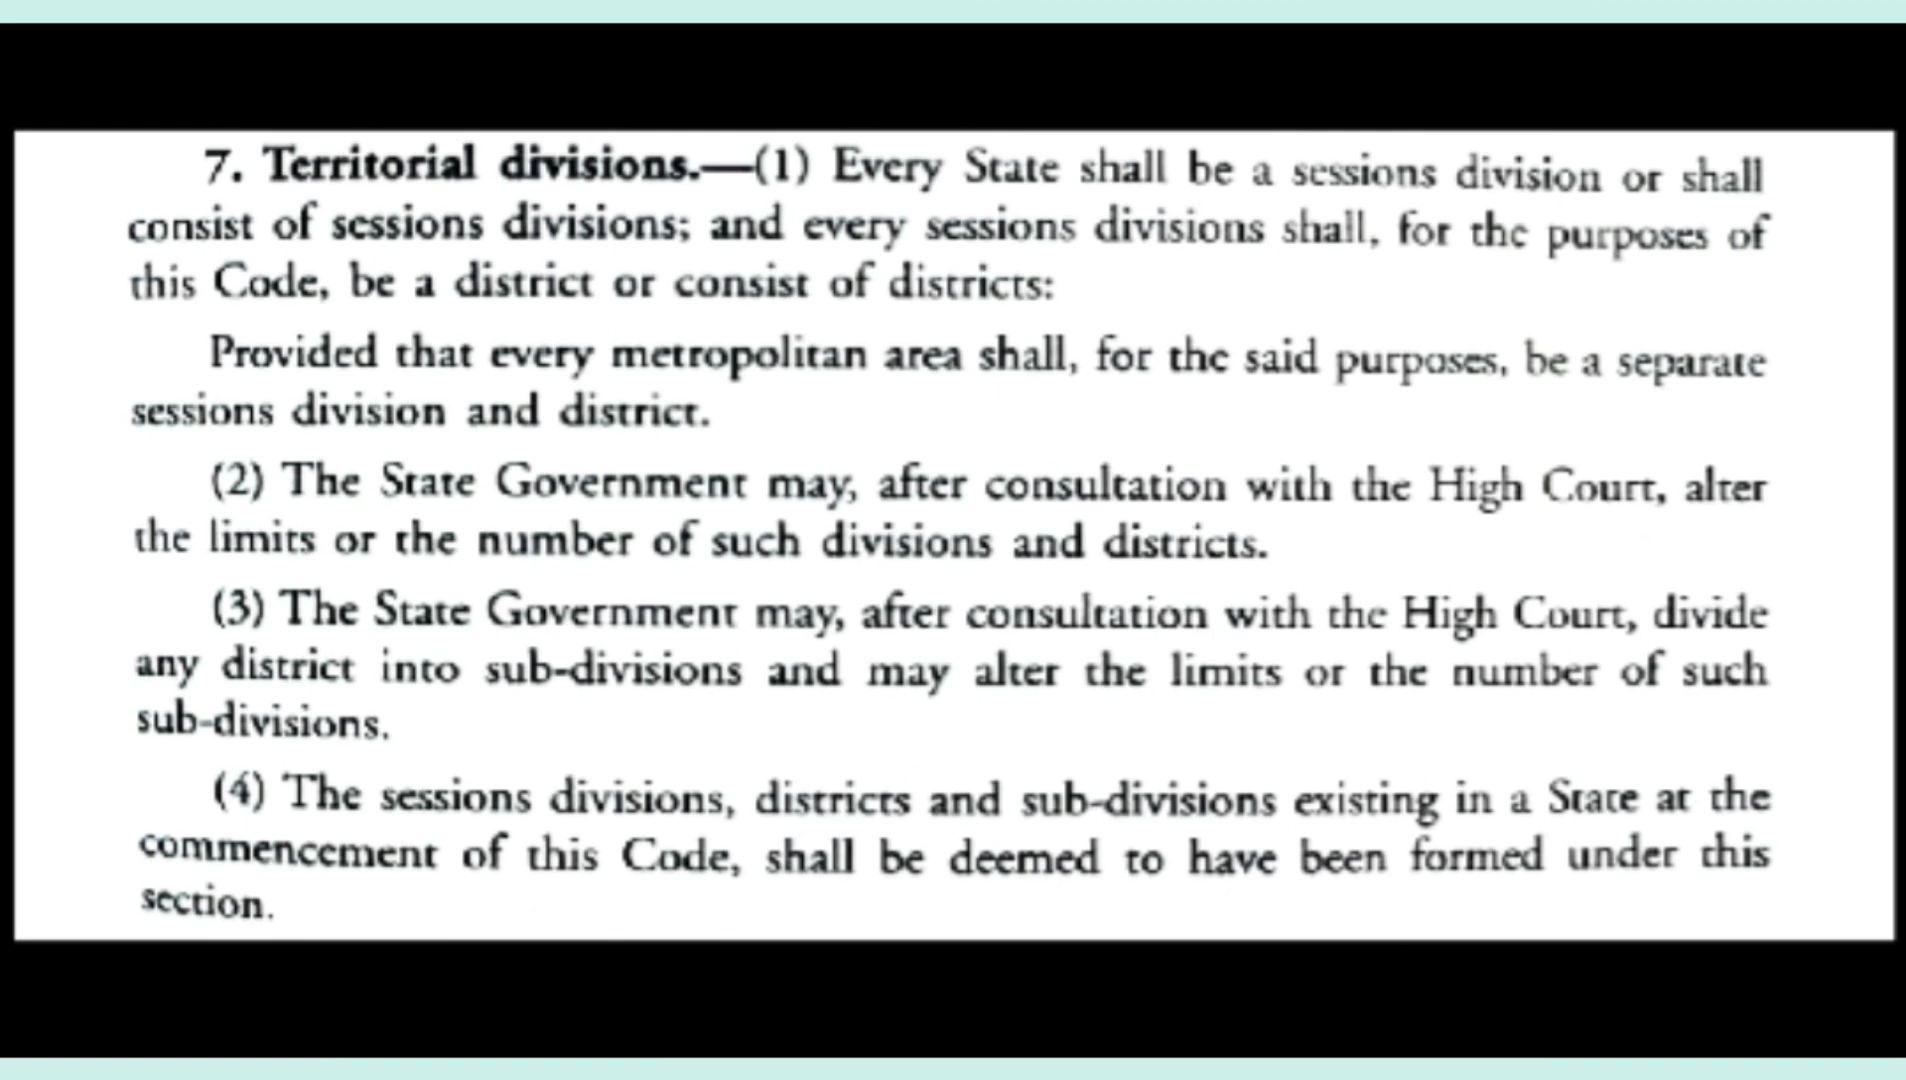 7. Territorial divisions.—(1) Every State shall be a sessions division or shall
consist of sessions divisions; and every sessions divisions shall, for the purposes of
this Code, be a district or consist of districts:
Provided that every metropolitan area shall, for the said purposes, be a separate
sessions division and district.
(2) The State Government may, after consultation with the High Court, alter
the limits or the number of such divisions and districts.
(3) The State Government may, after consultation with the High Court, divide
any district into sub-divisions and may alter the limits or the number of such
sub-divisions.
(4) The sessions divisions, districts and sub-divisions existing in a State at the
commencement of this Code, shall be deemed to have been formed under this
section.